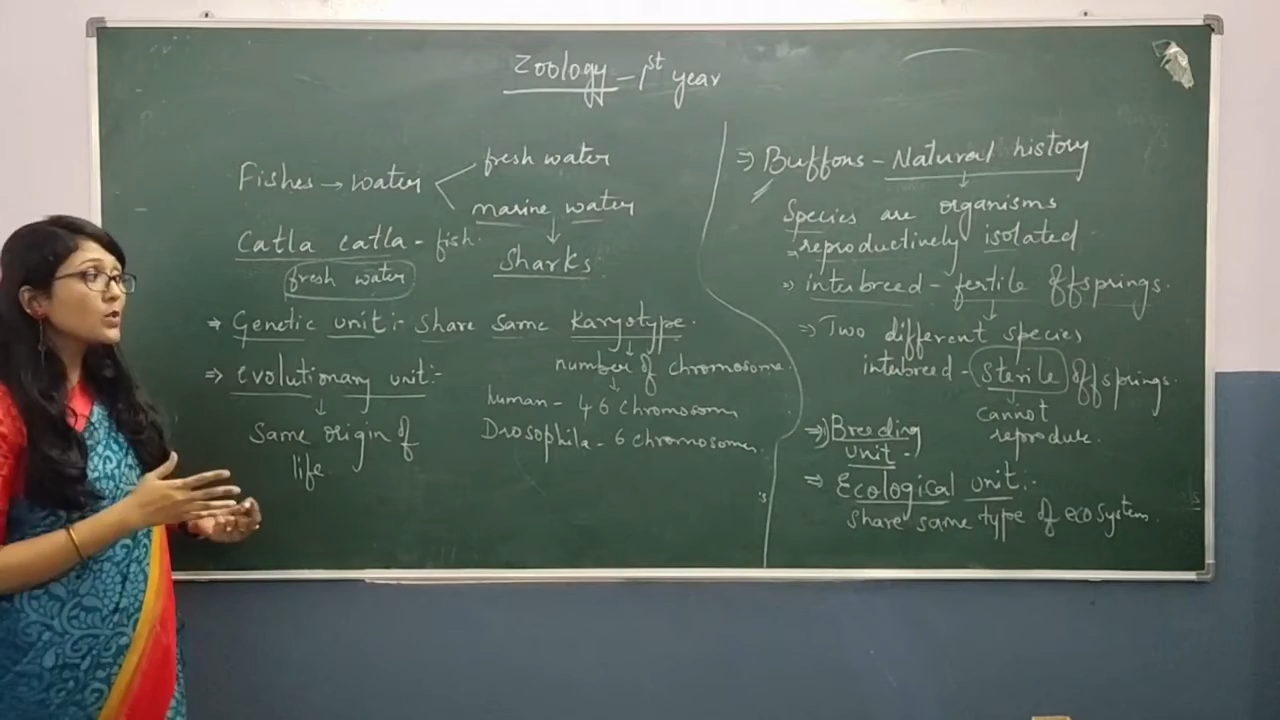 Zoology - 1st year
Fishes → water
fresh water
marine water
Catla catla - fish.
fresh water
Sharks
⇒ Genetic unit:- Share same Karyotype.
number of chromosome.
⇒ evolutionary unit:-
human - 46 chromosome
Drosophila - 6 chromosomes.
Same origin of
life
⇒ Buffons - Natural history
Species are organisms
reproductively isolated.
⇒ interbreed - fertile offsprings.
⇒ Two different species
interbreed - Sterile offsprings.
cannot
reproduce.
⇒ Breeding
unit -
⇒ Ecological unit:-
Share same type of ecosystem.